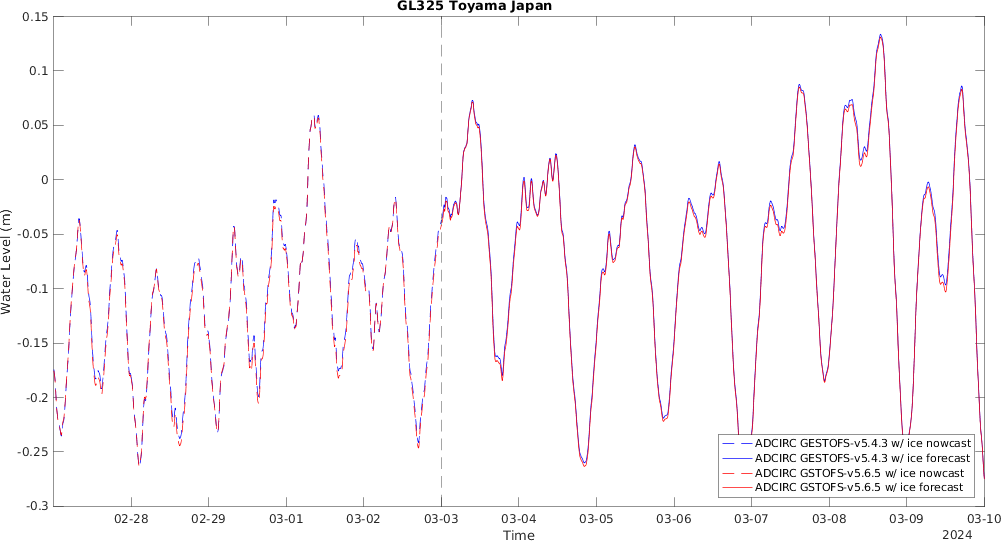 GL325 Toyama Japan
0.15
0.1
0.05
0
-0.05
-0.1
-0.15
-0.2
-0.25
-0.3
Water Level (m)
ADCIRC GESTOFS-v5.4.3 w/ ice nowcast
ADCIRC GESTOFS-v5.4.3 w/ ice forecast
ADCIRC GSTOFS-v5.6.5 w/ ice nowcast
ADCIRC GSTOFS-v5.6.5 w/ ice forecast
02-28 02-29 03-01 03-02 03-03 03-04 03-05 03-06 03-07 03-08 03-09 03-10
Time
2024